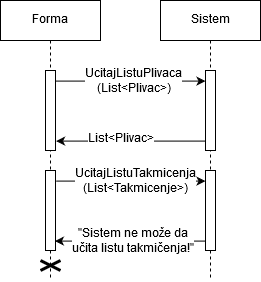 Forma
Sistem
UcitajListuPlivaca
(List<Plivac>)
List<Plivac>
UcitajListuTakmicenja
(List<Takmicenje>)
"Sistem ne može da
učita listu takmičenja!"